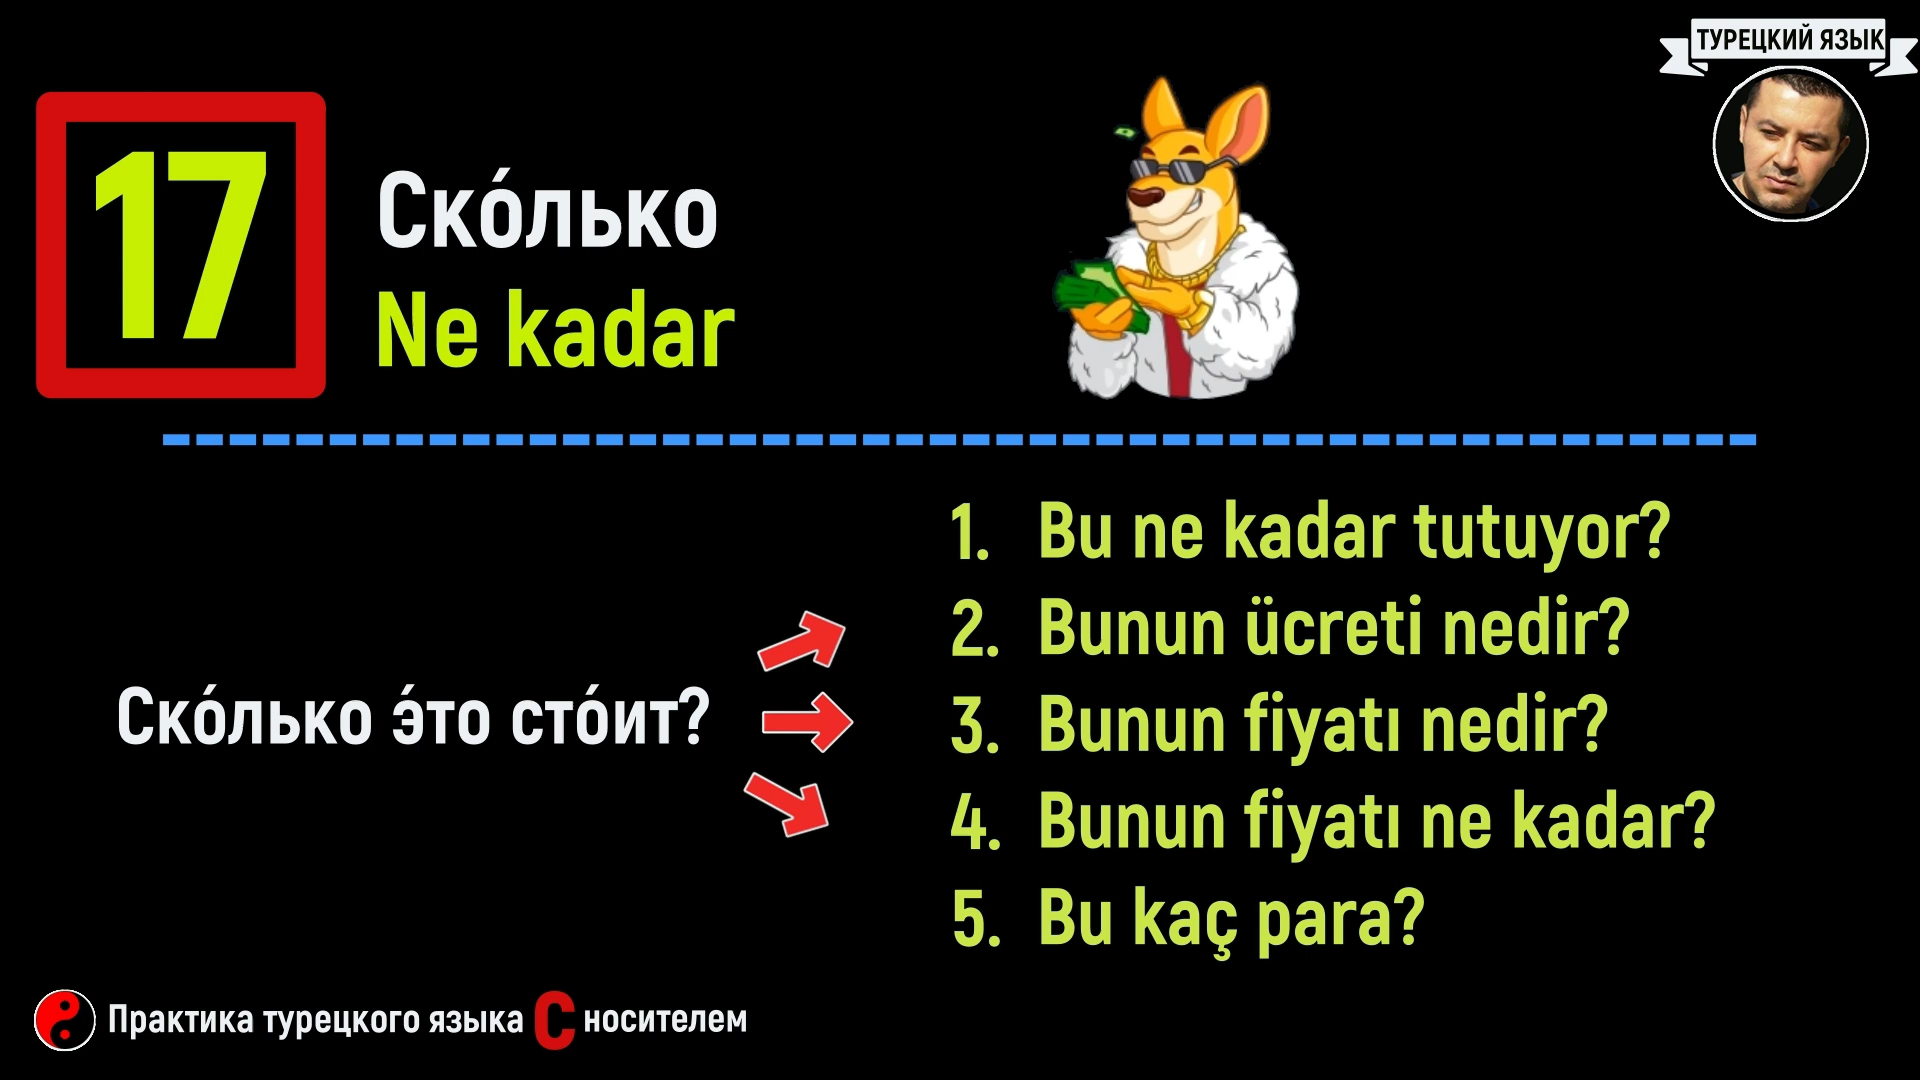 ТУРЕЦКИЙ ЯЗЫК
17
Ско́лько
Ne kadar
Ско́лько э́то сто́ит?
1. Bu ne kadar tutuyor?
2. Bunun ücreti nedir?
3. Bunun fiyatı nedir?
4. Bunun fiyatı ne kadar?
5. Bu kaç para?
Практика турецкого языка С носителем